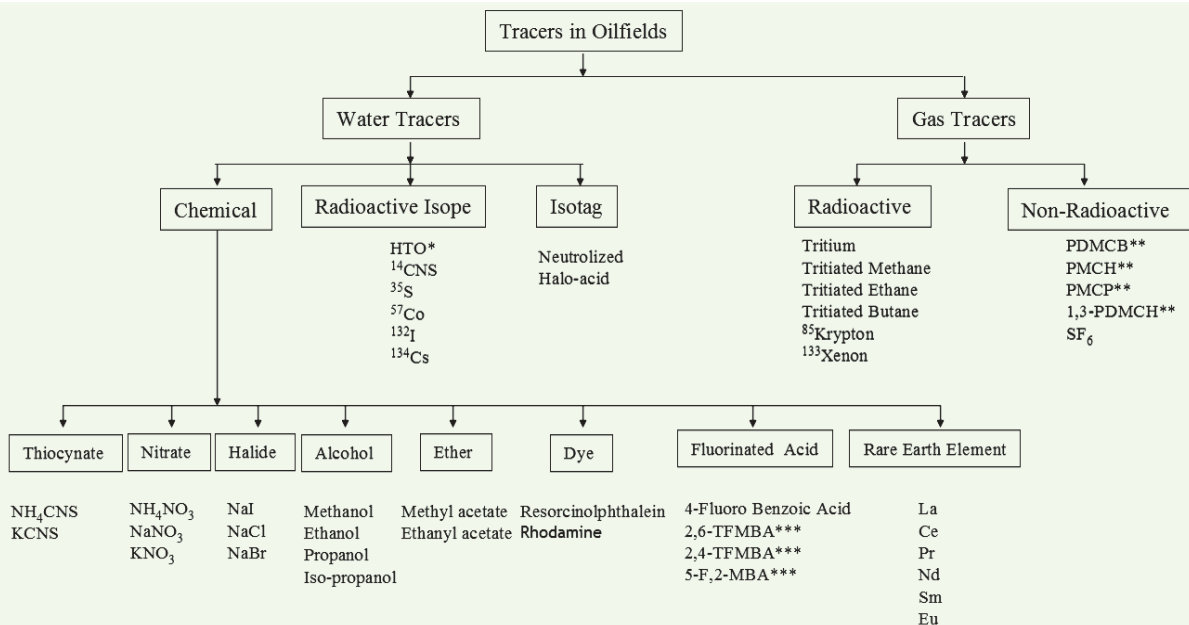 Tracers in Oilfields
Water Tracers
Gas Tracers
Chemical
Radioactive Isope
Isotag
Radioactive
Non-Radioactive
HTO*
¹⁴CNS
³⁵S
⁵⁷Co
¹³²I
¹³⁴Cs
Neutrolized
Halo-acid
Tritium
Tritiated Methane
Tritiated Ethane
Tritiated Butane
⁸⁵Krypton
¹³³Xenon
PDMCB**
PMCH**
PMCP**
1,3-PDMCH**
SF₆
Thiocynate
Nitrate
Halide
Alcohol
Ether
Dye
Fluorinated Acid
Rare Earth Element
NH₄CNS
KCNS
NH₄NO₃
NaNO₃
KNO₃
NaI
NaCl
NaBr
Methanol
Ethanol
Propanol
Iso-propanol
Methyl acetate
Ethanyl acetate
Resorcinolphthalein
Rhodamine
4-Fluoro Benzoic Acid
2,6-TFMBA***
2,4-TFMBA***
5-F,2-MBA***
La
Ce
Pr
Nd
Sm
Eu